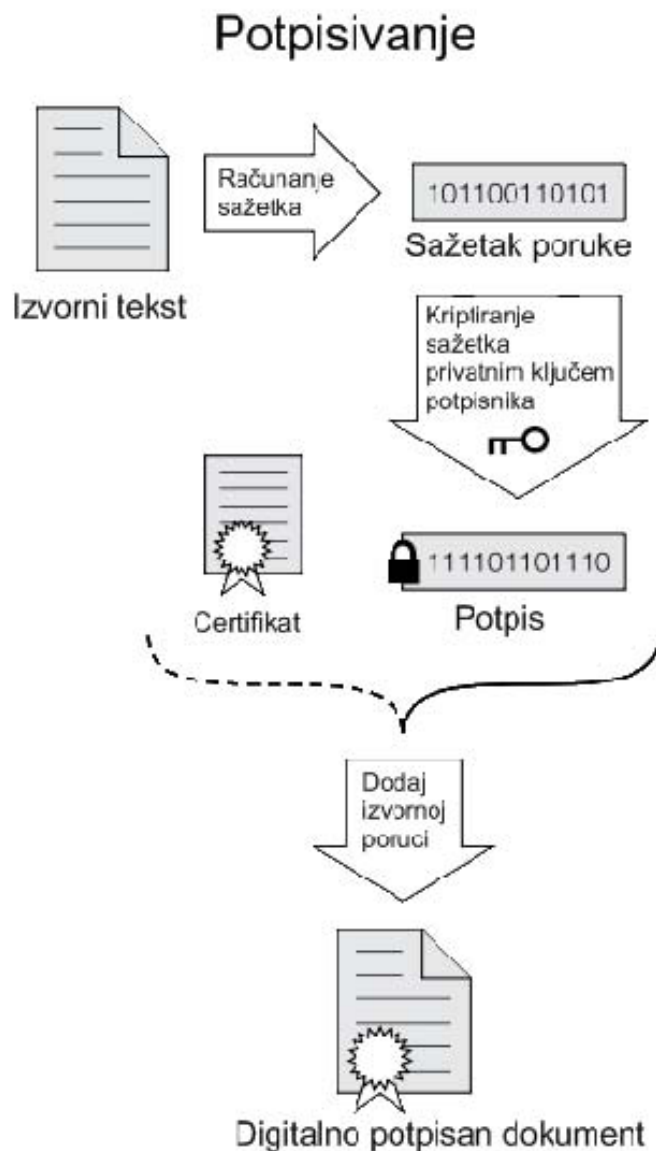 Potpisivanje
Računanje
sažetka
101100110101
Sažetak poruke
Izvorni tekst
Kriptiranje
sažetka
privatnim ključem
potpisnika
111101101110
Certifikat
Potpis
Dodaj
izvornoj
poruci
Digitalno potpisan dokument